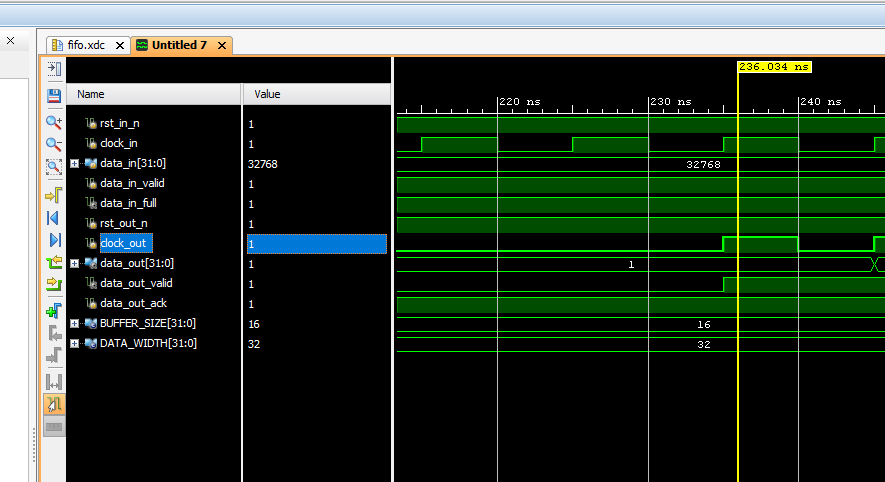 fifo.xdc
Untitled 7
236.034 ns
Name Value
220 ns 230 ns 240 ns
rst_in_n 1
clock_in 1
data_in[31:0] 32768 32768
data_in_valid 1
data_in_full 1
rst_out_n 1
clock_out 1
data_out[31:0] 1 1
data_out_valid 1
data_out_ack 1
BUFFER_SIZE[31:0] 16 16
DATA_WIDTH[31:0] 32 32